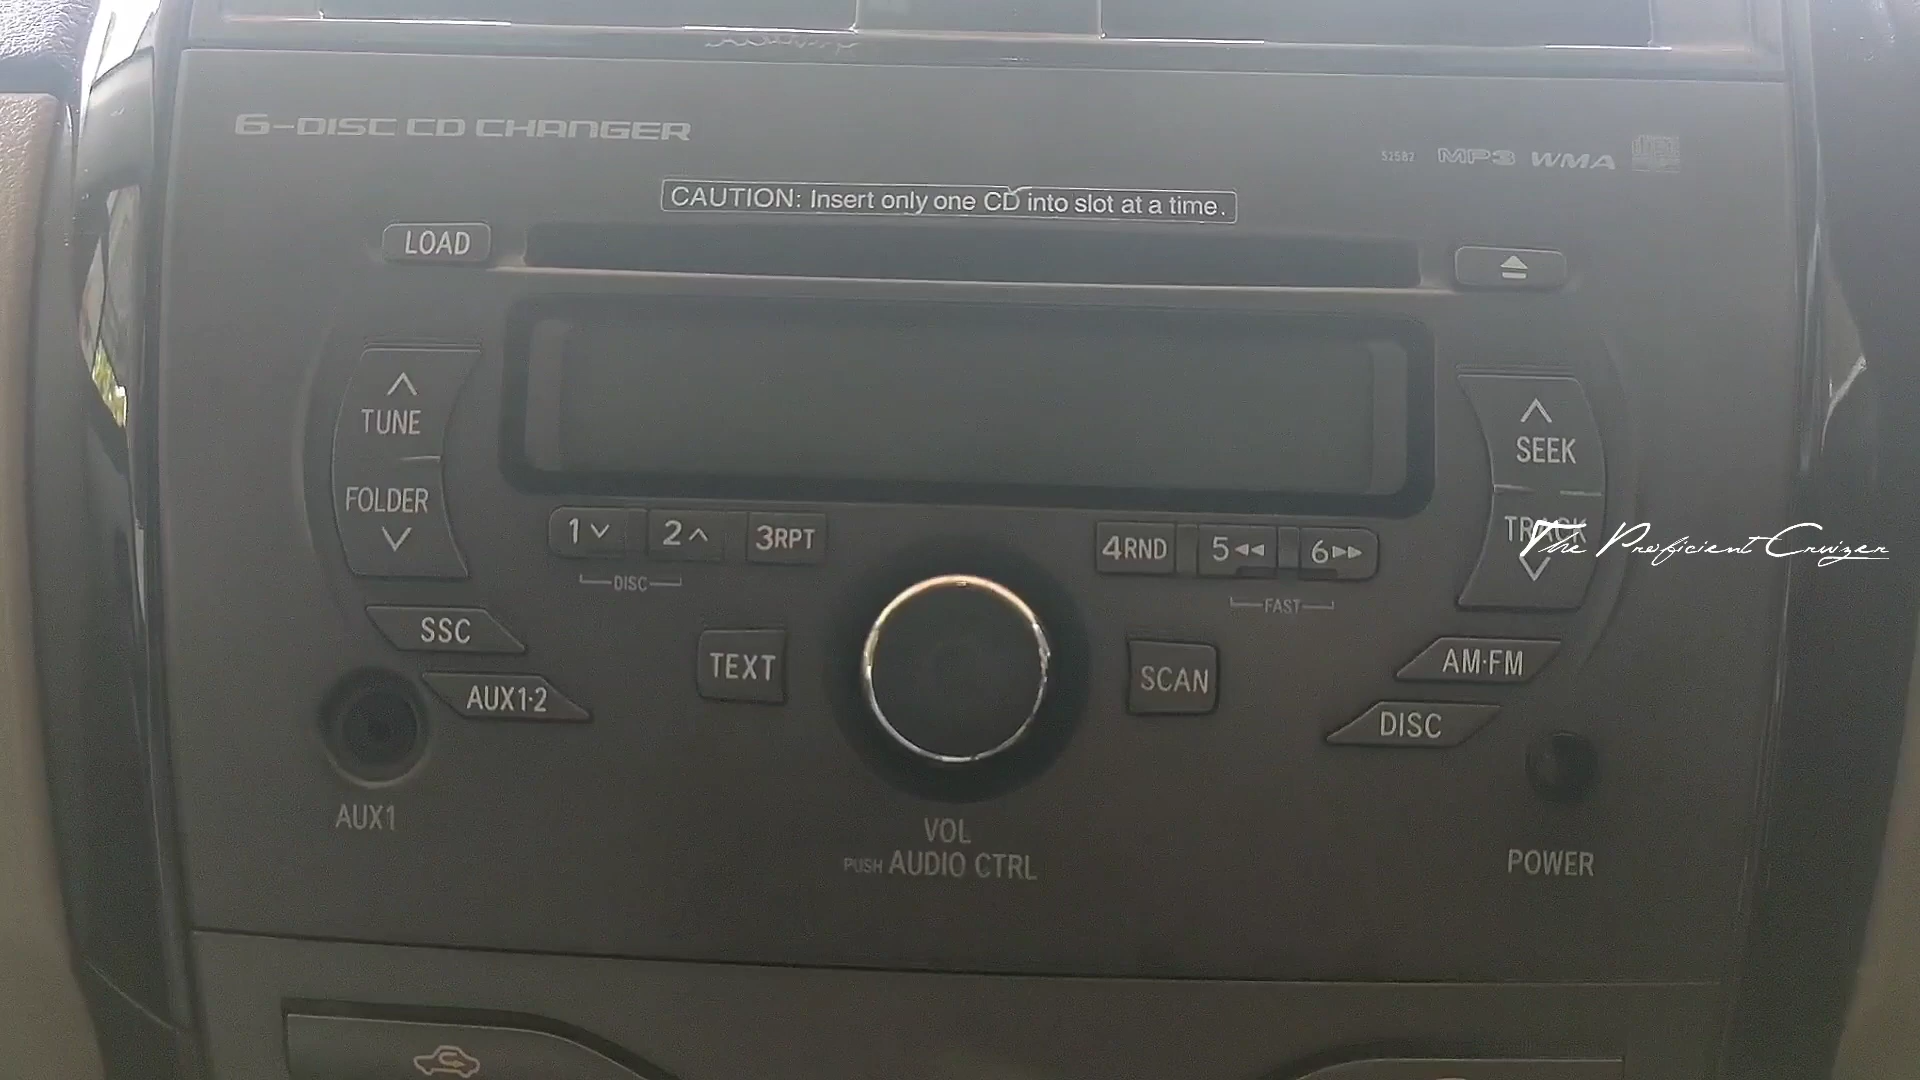 6-DISC CD CHANGER
52582 MP3 WMA
CAUTION: Insert only one CD into slot at a time.
LOAD
TUNE
SEEK
FOLDER
TRACK
1 2 3RPT
4RND 5 6
DISC
FAST
SSC
TEXT
SCAN
AM·FM
AUX1·2
DISC
AUX1
VOL
PUSH AUDIO CTRL
POWER
The Proficient Cruizer